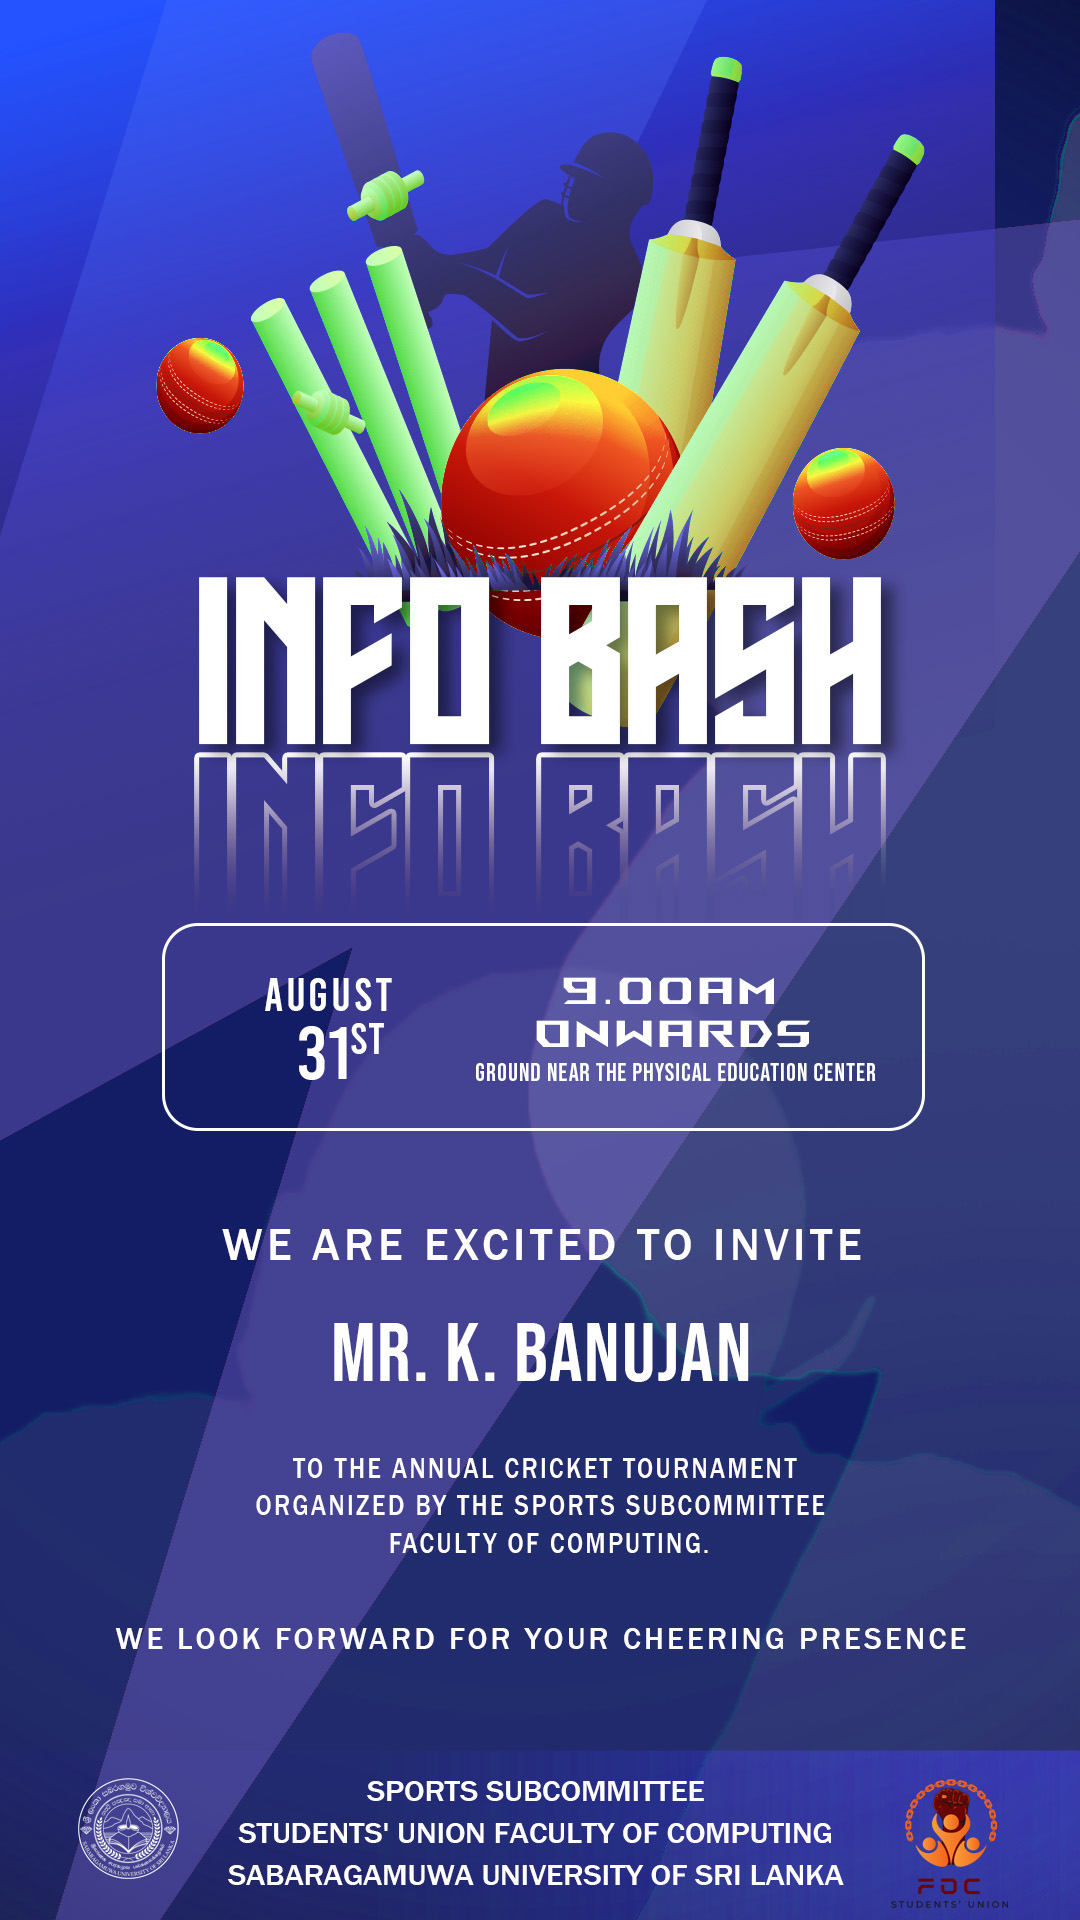 INFO BASH
AUGUST
31ST
9.00AM
ONWARDS
GROUND NEAR THE PHYSICAL EDUCATION CENTER
WE ARE EXCITED TO INVITE
MR. K. BANUJAN
TO THE ANNUAL CRICKET TOURNAMENT
ORGANIZED BY THE SPORTS SUBCOMMITTEE
FACULTY OF COMPUTING.
WE LOOK FORWARD FOR YOUR CHEERING PRESENCE
SPORTS SUBCOMMITTEE
STUDENTS' UNION FACULTY OF COMPUTING
SABARAGAMUWA UNIVERSITY OF SRI LANKA
FOC
STUDENTS' UNION